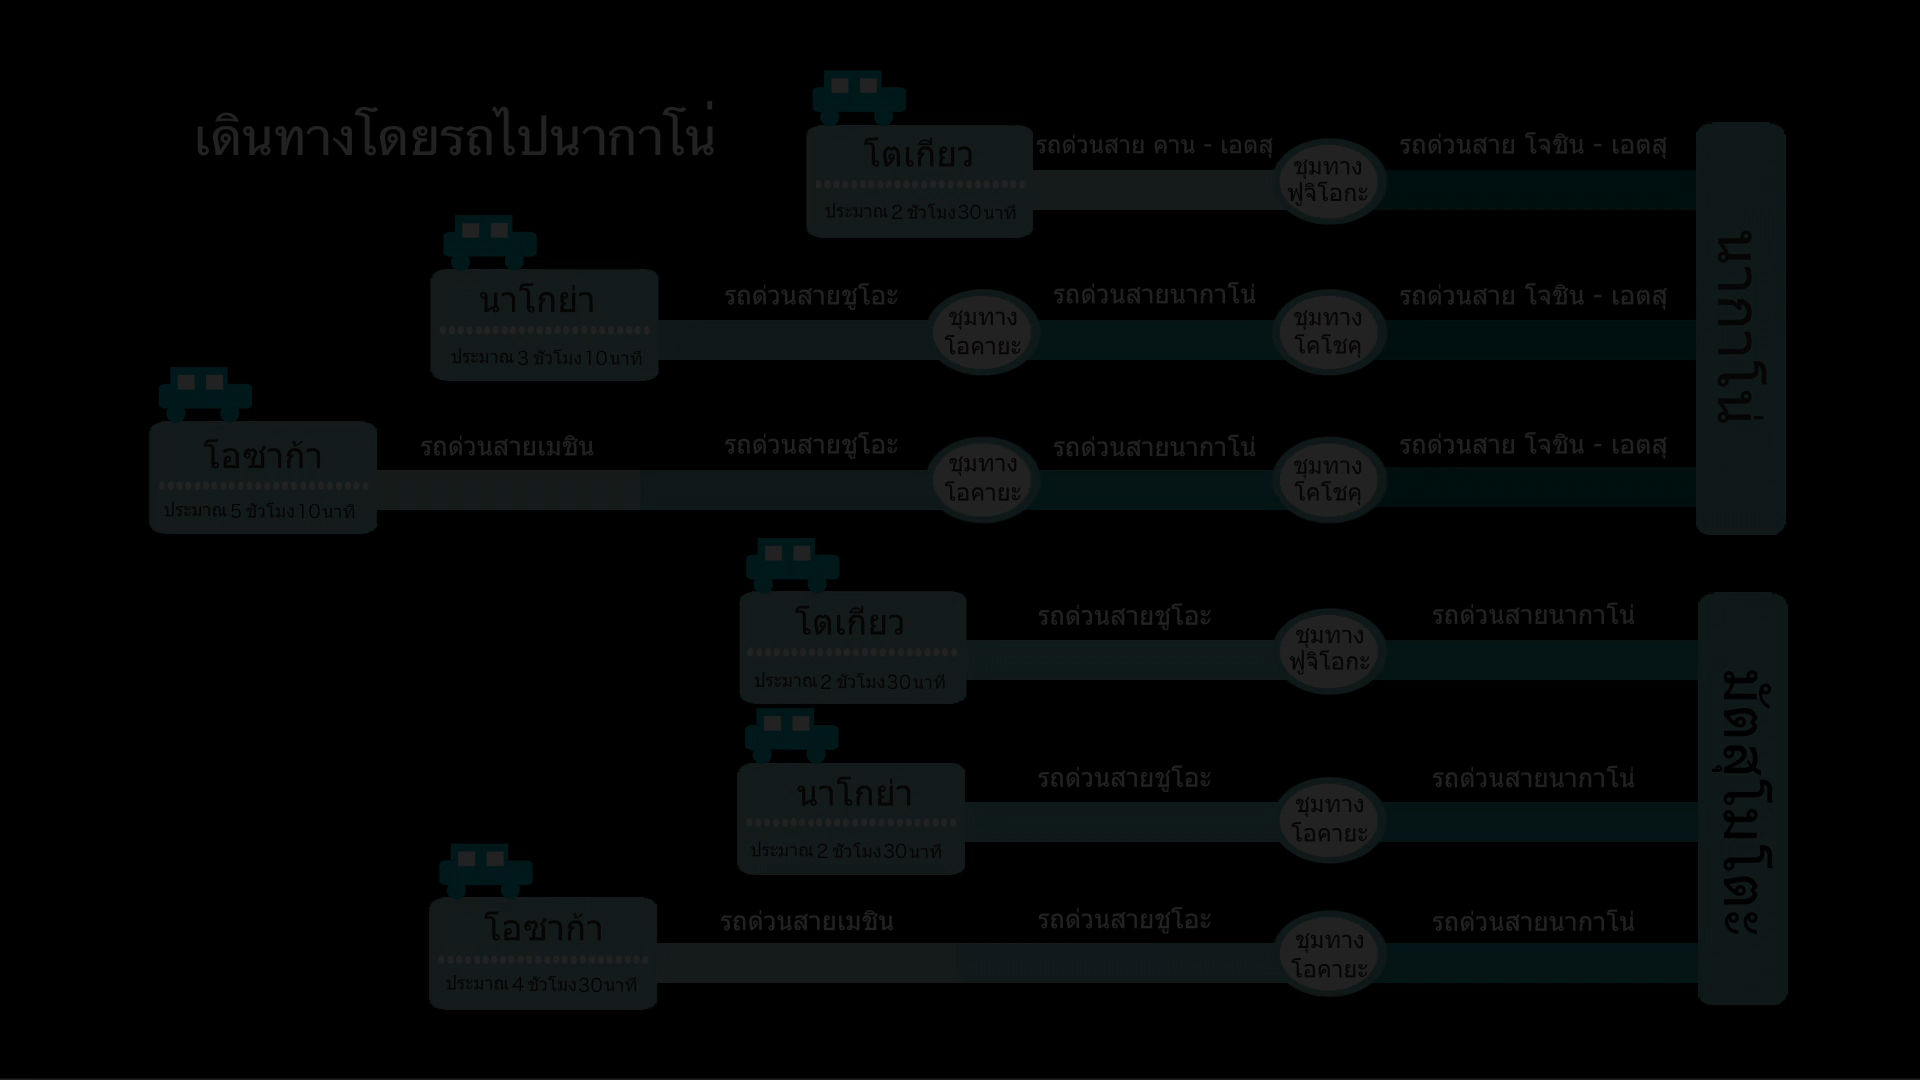 เดินทางโดยรถไปนากาโน่
โตเกียว
ประมาณ 2 ชัวโมง 30 นาที
รถด่วนสาย คาน - เอตสุ
ชุมทาง
ฟูจิโอกะ
รถด่วนสาย โจชิน - เอตสุ
นากาโน่
นาโกย่า
ประมาณ 3 ชัวโมง 10 นาที
รถด่วนสายชูโอะ
ชุมทาง
โอคายะ
รถด่วนสายนากาโน่
ชุมทาง
โคโชคุ
รถด่วนสาย โจชิน - เอตสุ
โอซาก้า
ประมาณ 5 ชัวโมง 10 นาที
รถด่วนสายเมชิน
รถด่วนสายชูโอะ
ชุมทาง
โอคายะ
รถด่วนสายนากาโน่
ชุมทาง
โคโชคุ
รถด่วนสาย โจชิน - เอตสุ
โตเกียว
ประมาณ 2 ชัวโมง 30 นาที
รถด่วนสายชูโอะ
ชุมทาง
ฟูจิโอกะ
รถด่วนสายนากาโน่
มัตสุโมโตะ
นาโกย่า
ประมาณ 2 ชัวโมง 30 นาที
รถด่วนสายชูโอะ
ชุมทาง
โอคายะ
รถด่วนสายนากาโน่
โอซาก้า
ประมาณ 4 ชัวโมง 30 นาที
รถด่วนสายเมชิน
รถด่วนสายชูโอะ
ชุมทาง
โอคายะ
รถด่วนสายนากาโน่